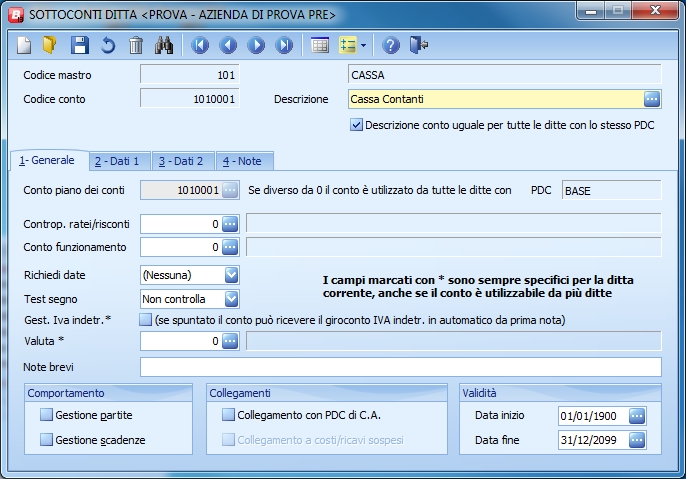 SOTTOCONTI DITTA <PROVA - AZIENDA DI PROVA PRE>
Codice mastro 101 CASSA
Codice conto 1010001 Descrizione Cassa Contanti
Descrizione conto uguale per tutte le ditte con lo stesso PDC
1- Generale 2 - Dati 1 3 - Dati 2 4 - Note
Conto piano dei conti 1010001 Se diverso da 0 il conto è utilizzato da tutte le ditte con PDC BASE
Controp. ratei/risconti 0
Conto funzionamento 0
Richiedi date (Nessuna)
I campi marcati con * sono sempre specifici per la ditta
corrente, anche se il conto è utilizzabile da più ditte
Test segno Non controlla
Gest. Iva indetr.* (se spuntato il conto può ricevere il giroconto IVA indetr. in automatico da prima nota)
Valuta * 0
Note brevi
Comportamento Collegamenti Validità
Gestione partite Collegamento con PDC di C.A. Data inizio 01/01/1900
Gestione scadenze Collegamento a costi/ricavi sospesi Data fine 31/12/2099